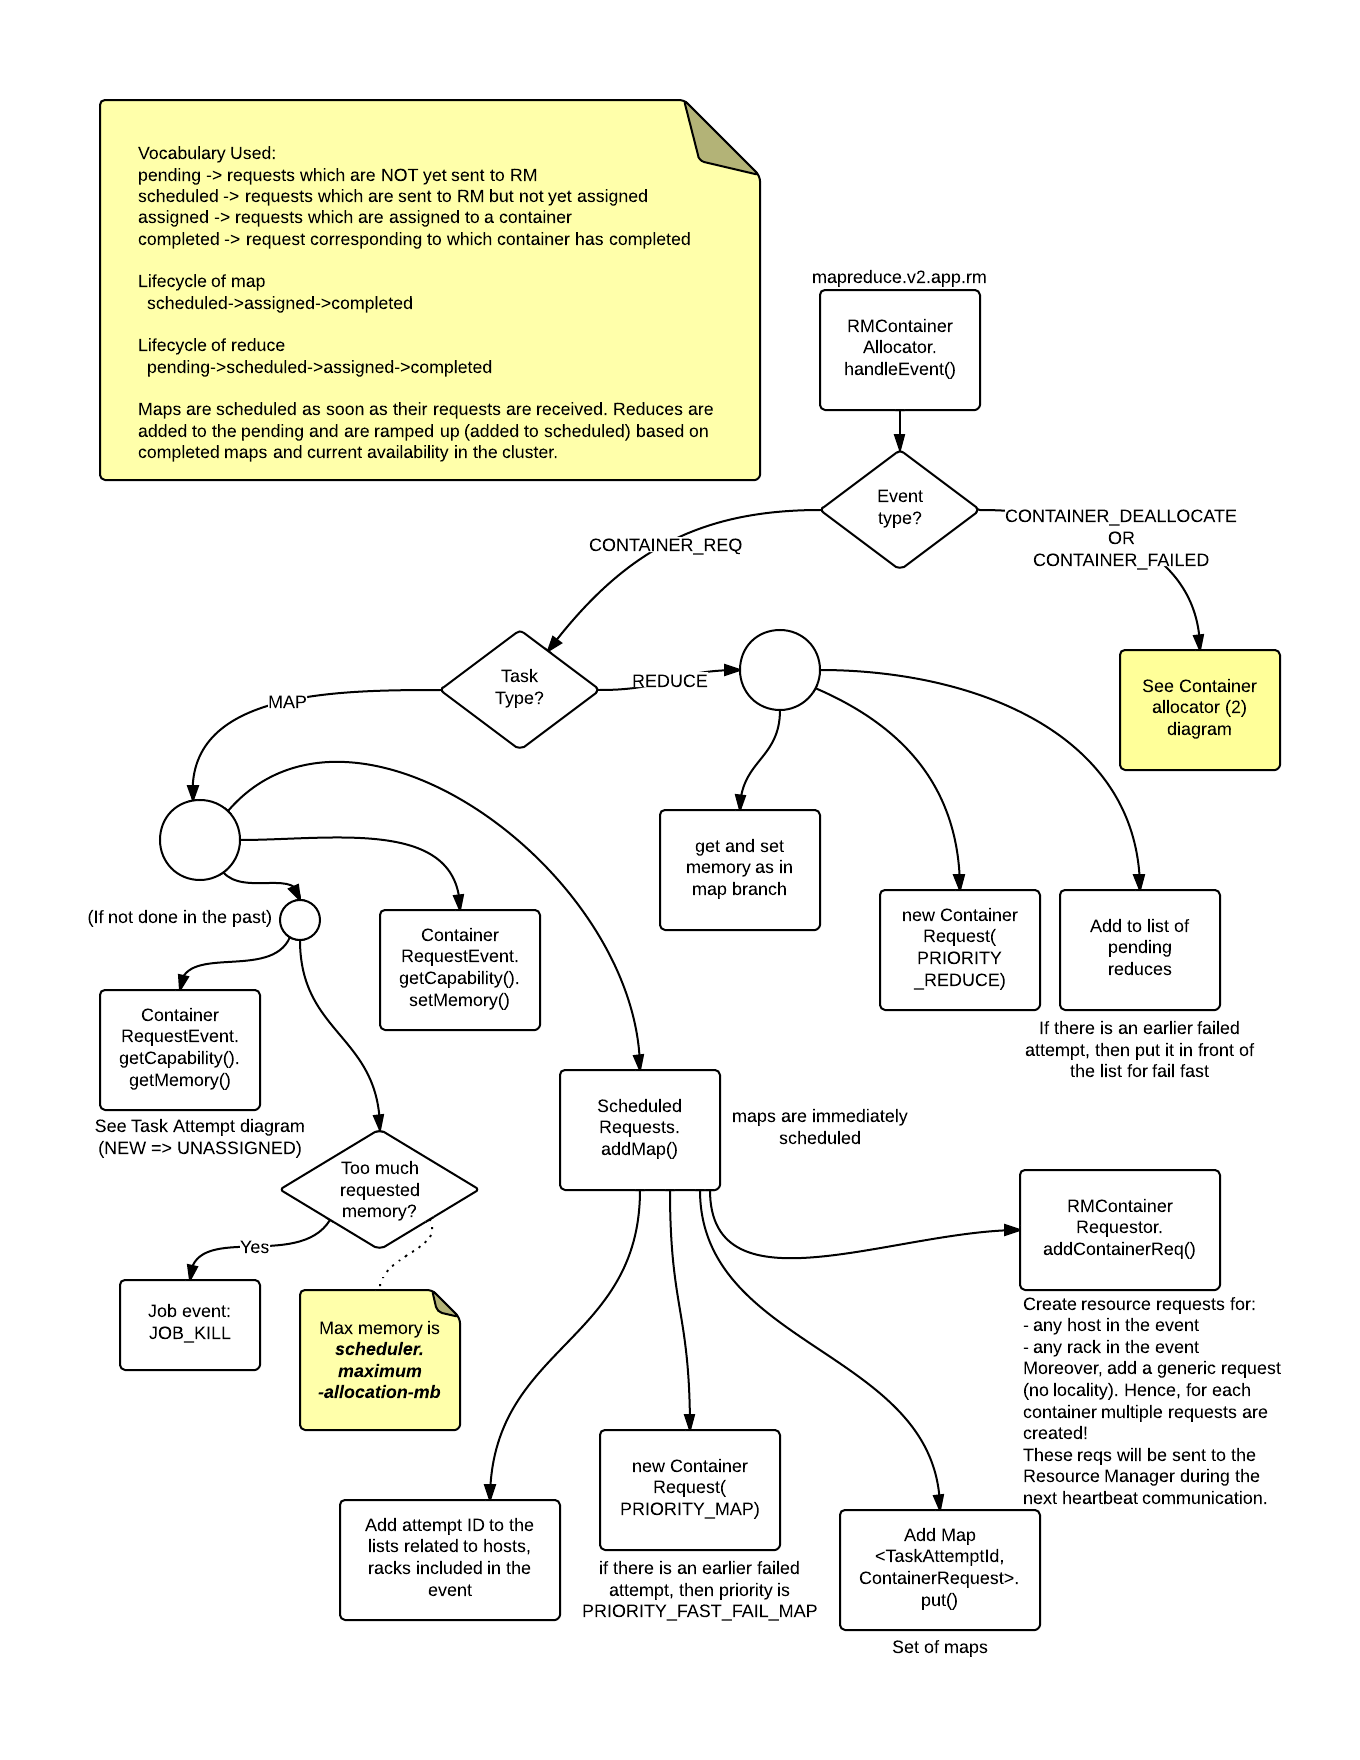 Vocabulary Used:
pending -> requests which are NOT yet sent to RM
scheduled -> requests which are sent to RM but not yet assigned
assigned -> requests which are assigned to a container
completed -> request corresponding to which container has completed
Lifecycle of map
scheduled->assigned->completed
Lifecycle of reduce
pending->scheduled->assigned->completed
Maps are scheduled as soon as their requests are received. Reduces are
added to the pending and are ramped up (added to scheduled) based on
completed maps and current availability in the cluster.
mapreduce.v2.app.rm
RMContainer
Allocator.
handleEvent()
Event
type?
CONTAINER_REQ
CONTAINER_DEALLOCATE
OR
CONTAINER_FAILED
Task
Type?
MAP
REDUCE
See Container
allocator (2)
diagram
get and set
memory as in
map branch
new Container
Request(
PRIORITY
_REDUCE)
Add to list of
pending
reduces
If there is an earlier failed
attempt, then put it in front of
the list for fail fast
(If not done in the past)
Container
RequestEvent.
getCapability().
setMemory()
Container
RequestEvent.
getCapability().
getMemory()
See Task Attempt diagram
(NEW => UNASSIGNED)
Too much
requested
memory?
Yes
Job event:
JOB_KILL
Max memory is
scheduler.
maximum
-allocation-mb
Scheduled
Requests.
addMap()
maps are immediately
scheduled
RMContainer
Requestor.
addContainerReq()
Create resource requests for:
- any host in the event
- any rack in the event
Moreover, add a generic request
(no locality). Hence, for each
container multiple requests are
created!
These reqs will be sent to the
Resource Manager during the
next heartbeat communication.
Add attempt ID to the
lists related to hosts,
racks included in the
event
new Container
Request(
PRIORITY_MAP)
if there is an earlier failed
attempt, then priority is
PRIORITY_FAST_FAIL_MAP
Add Map
<TaskAttemptId,
ContainerRequest>.
put()
Set of maps